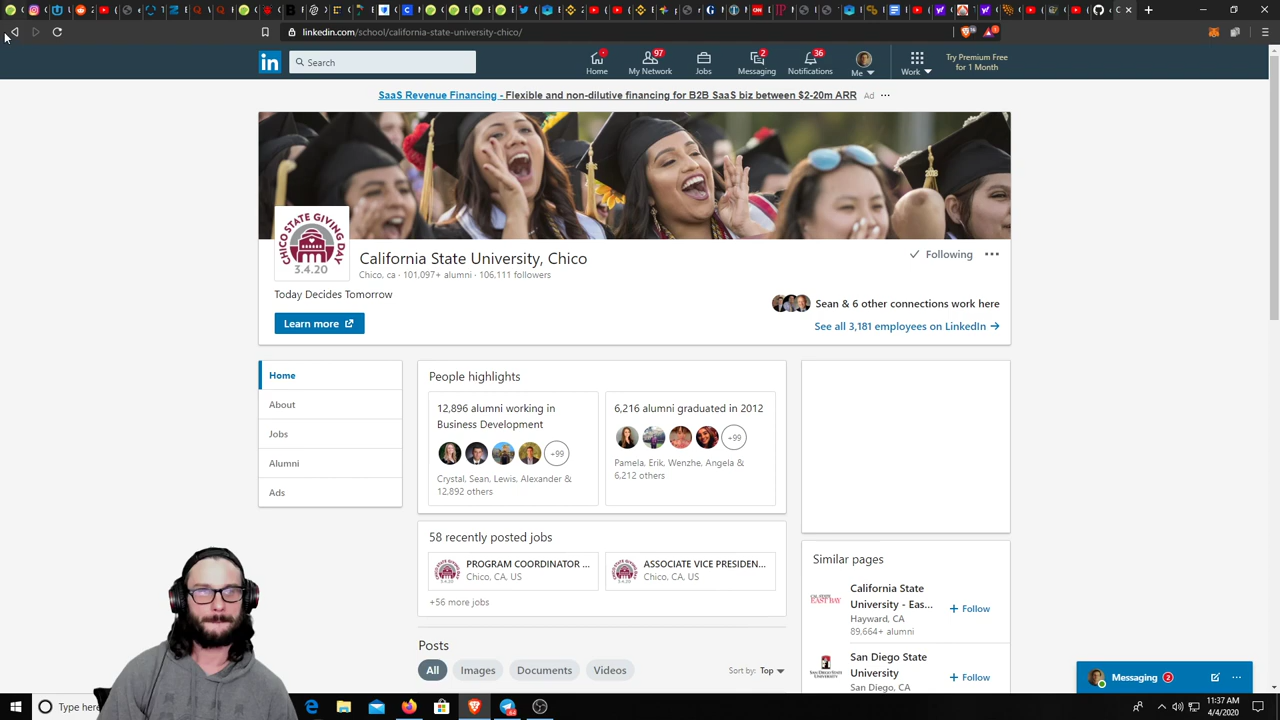 linkedin.com/school/california-state-university-chico/
in
Search
Home
97
My Network
Jobs
2
Messaging
36
Notifications
Me
Work
Try Premium Free
for 1 Month
SaaS Revenue Financing - Flexible and non-dilutive financing for B2B SaaS biz between $2-20m ARR
Ad
CHICO STATE GIVING DAY
3.4.20
California State University, Chico
Chico, ca · 101,097+ alumni · 106,111 followers
Following
Today Decides Tomorrow
Learn more
Sean & 6 other connections work here
See all 3,181 employees on LinkedIn
Home
About
Jobs
Alumni
Ads
People highlights
12,896 alumni working in
Business Development
+99
Crystal, Sean, Lewis, Alexander &
12,892 others
6,216 alumni graduated in 2012
+99
Pamela, Erik, Wenzhe, Angela &
6,212 others
58 recently posted jobs
PROGRAM COORDINATOR ...
Chico, CA, US
ASSOCIATE VICE PRESIDEN...
Chico, CA, US
+56 more jobs
Posts
All
Images
Documents
Videos
Sort by: Top
Similar pages
California State
University - Eas...
Hayward, CA
89,664+ alumni
+ Follow
San Diego State
University
San Diego, CA
+ Follow
Messaging
2
Type here
11:37 AM
4/4/2020